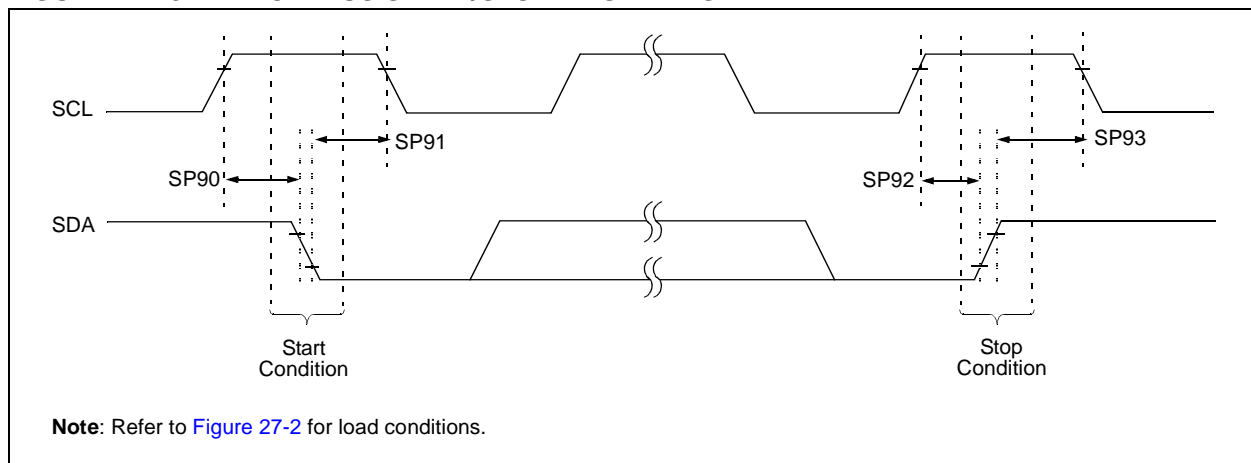 SCL
SP91
SP93
SP90
SP92
SDA
Start
Condition
Stop
Condition
Note: Refer to Figure 27-2 for load conditions.